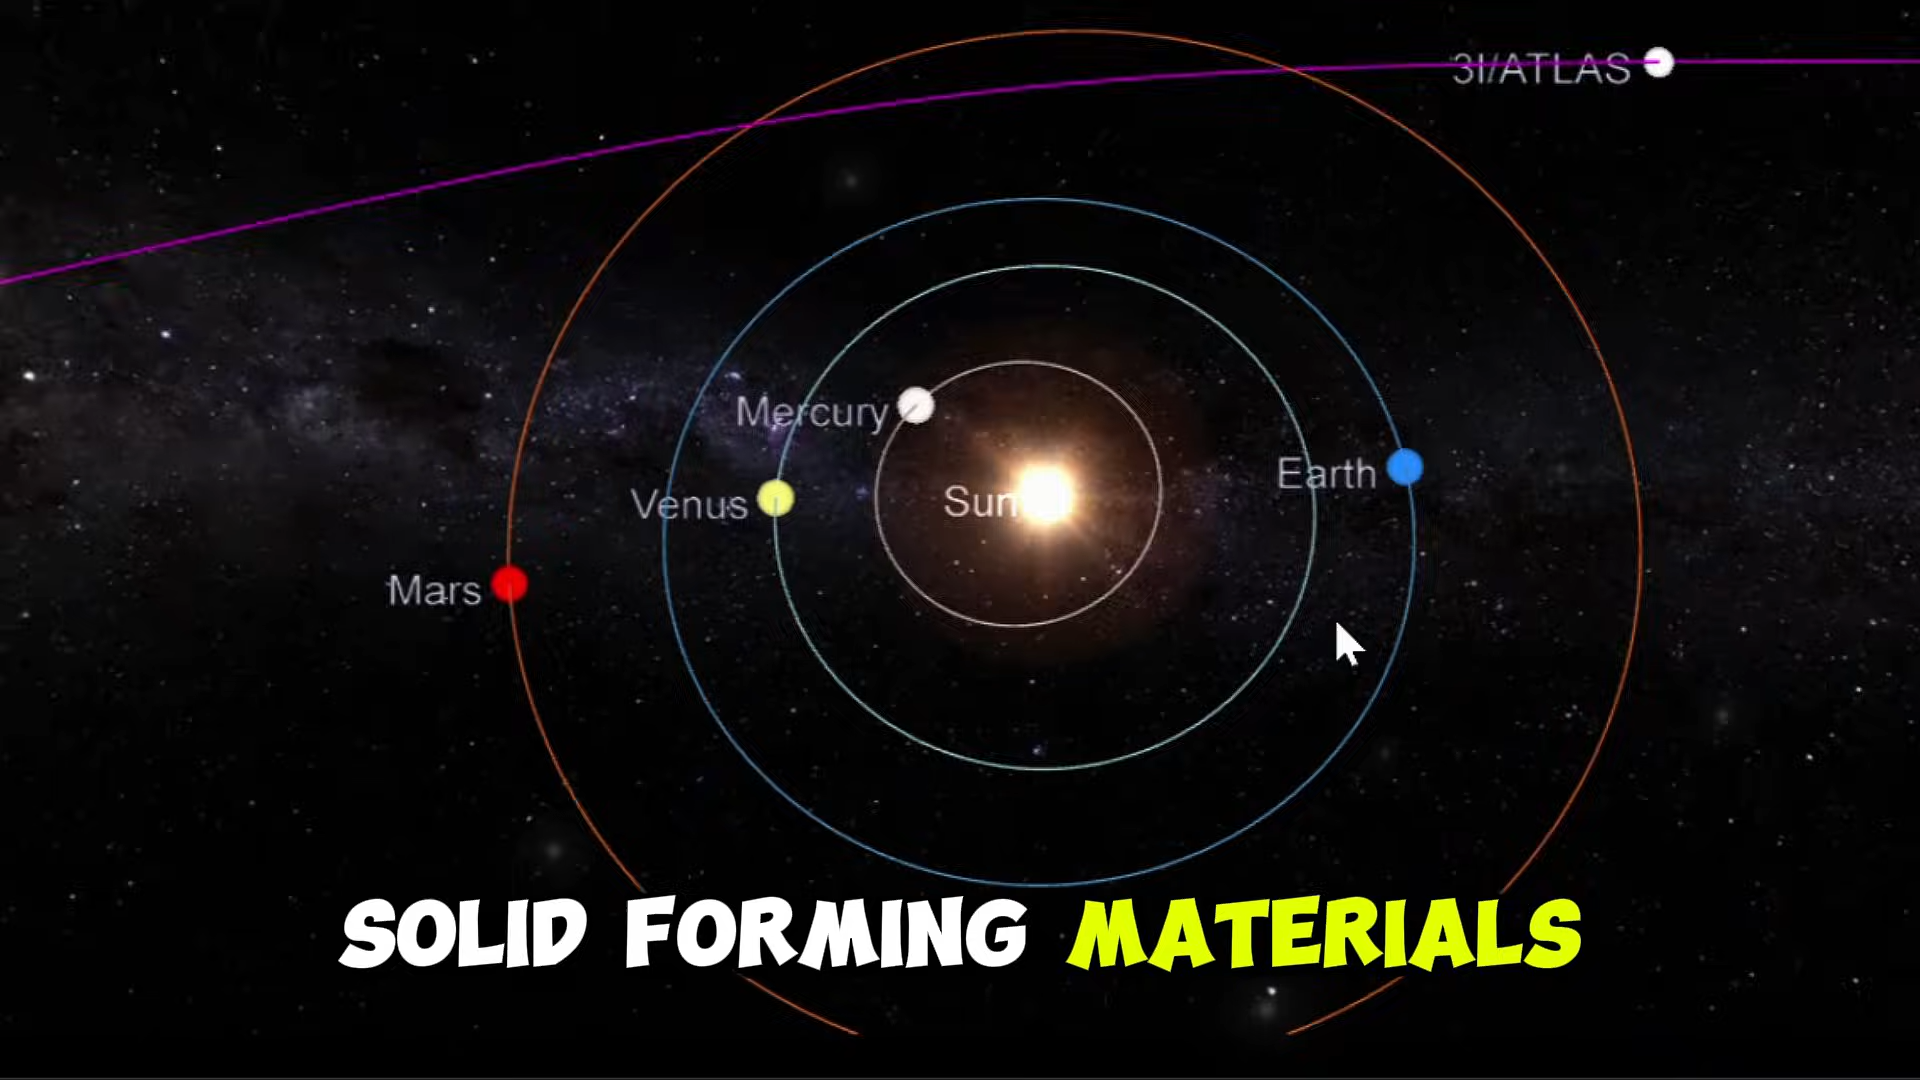 3I/ATLAS
Mercury
Earth
Venus
Sun
Mars
SOLID FORMING MATERIALS